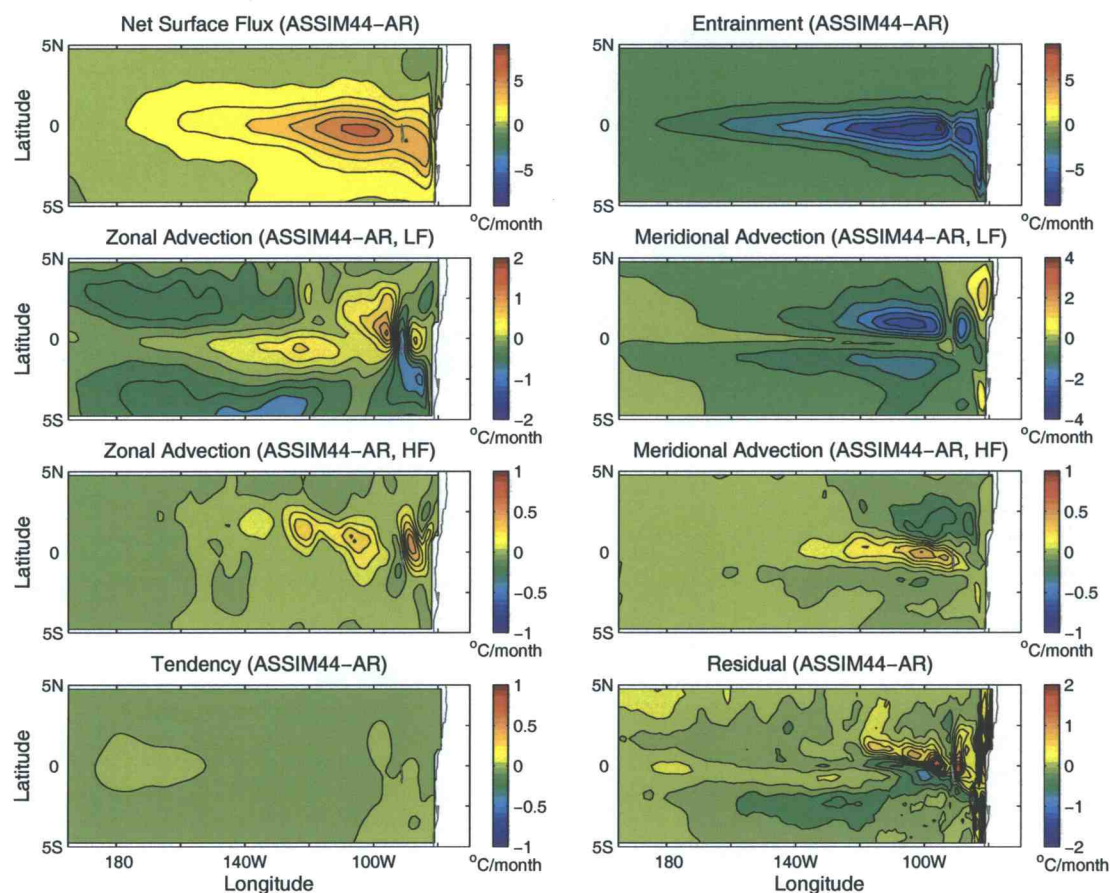 Net Surface Flux (ASSIM44-AR)
Entrainment (ASSIM44-AR)
5N
0
5S
Latitude
5
0
-5
°C/month
5N
0
5S
Latitude
5
0
-5
°C/month
Zonal Advection (ASSIM44-AR, LF)
Meridional Advection (ASSIM44-AR, LF)
5N
0
5S
Latitude
2
1
0
-1
-2
°C/month
5N
0
5S
Latitude
4
2
0
-2
-4
°C/month
Zonal Advection (ASSIM44-AR, HF)
Meridional Advection (ASSIM44-AR, HF)
5N
0
5S
Latitude
1
0.5
0
-0.5
-1
°C/month
5N
0
5S
Latitude
1
0.5
0
-0.5
-1
°C/month
Tendency (ASSIM44-AR)
Residual (ASSIM44-AR)
5N
0
5S
Latitude
180
140W
100W
Longitude
1
0.5
0
-0.5
-1
°C/month
5N
0
5S
Latitude
180
140W
100W
Longitude
2
1
0
-1
-2
°C/month